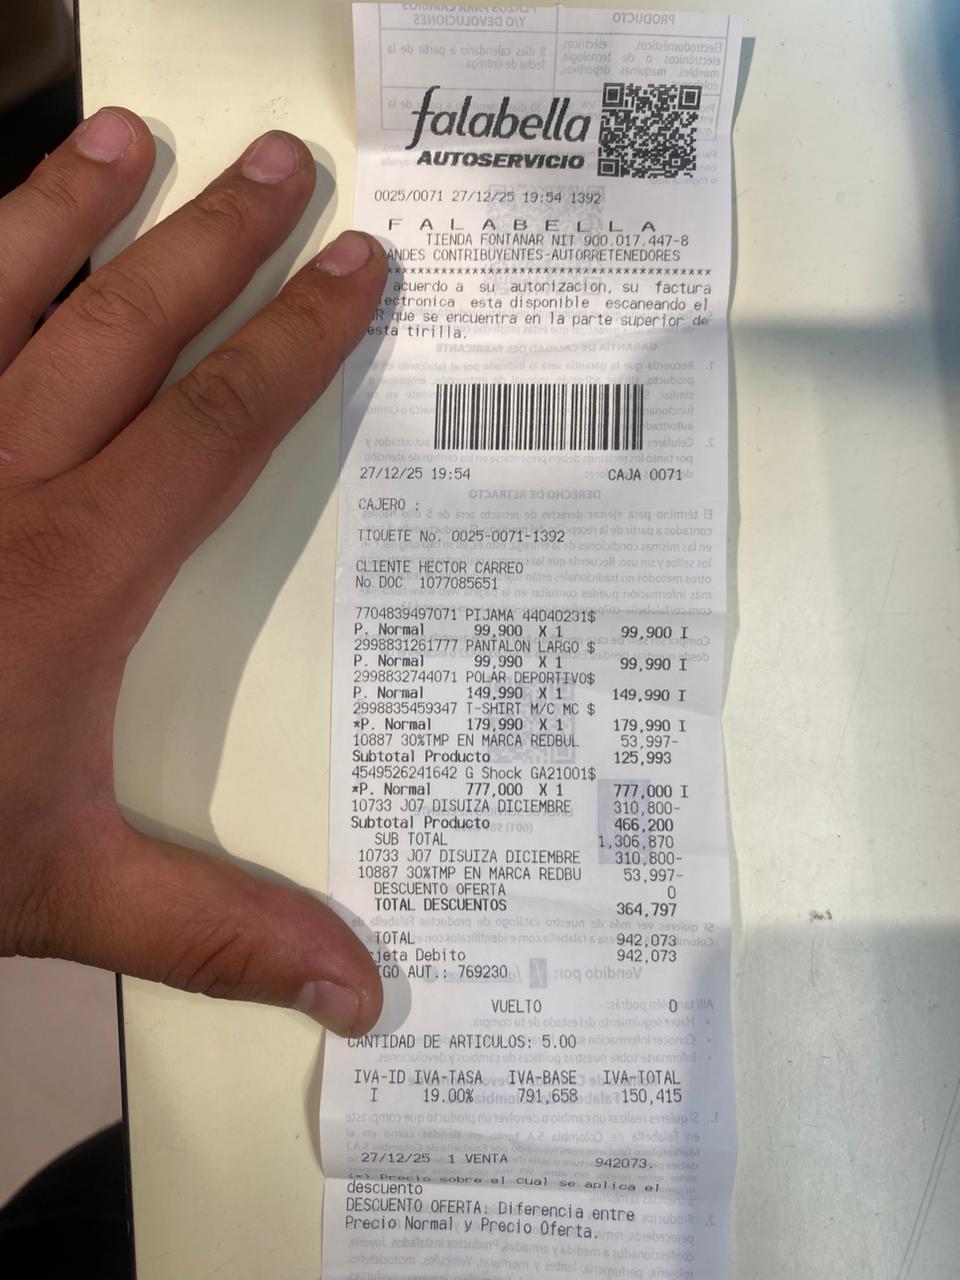 falabella
AUTOSERVICIO
0025/0071 27/12/25 19:54 1392
F A L A B E L L A
TIENDA FONTANAR NIT 900.017.447-8
ANDES CONTRIBUYENTES-AUTORRETENEDORES
****************************************
acuerdo a su autorizacion, su factura
ectronica esta disponible escaneando el
R que se encuentra en la parte superior de
esta tirilla.
27/12/25 19:54 CAJA 0071
CAJERO :
TIQUETE No. 0025-0071-1392
CLIENTE HECTOR CARREO
No DOC 1077085651
7704839497071 PIJAMA 44040231$
P. Normal 99,900 X 1 99,900 I
2998831261777 PANTALON LARGO $
P. Normal 99,990 X 1 99,990 I
2998832744071 POLAR DEPORTIVO$
P. Normal 149,990 X 1 149,990 I
2998835459347 T-SHIRT M/C MC $
*P. Normal 179,990 X 1 179,990 I
10887 30%TMP EN MARCA REDBUL 53,997-
Subtotal Producto 125,993
4549526241642 G Shock GA21001$
*P. Normal 777,000 X 1 777,000 I
10733 J07 DISUIZA DICIEMBRE 310,800-
Subtotal Producto 466,200
SUB TOTAL 1,306,870
10733 J07 DISUIZA DICIEMBRE 310,800-
10887 30%TMP EN MARCA REDBU 53,997-
DESCUENTO OFERTA 0
TOTAL DESCUENTOS 364,797
TOTAL 942,073
jeta Debito 942,073
IGO AUT.: 769230
VUELTO 0
CANTIDAD DE ARTICULOS: 5.00
IVA-ID IVA-TASA IVA-BASE IVA-TOTAL
I 19.00% 791,658 150,415
27/12/25 1 VENTA 942073.
(*) Precio sobre el cual se aplica el
descuento
DESCUENTO OFERTA: Diferencia entre
Precio Normal y Precio Oferta.